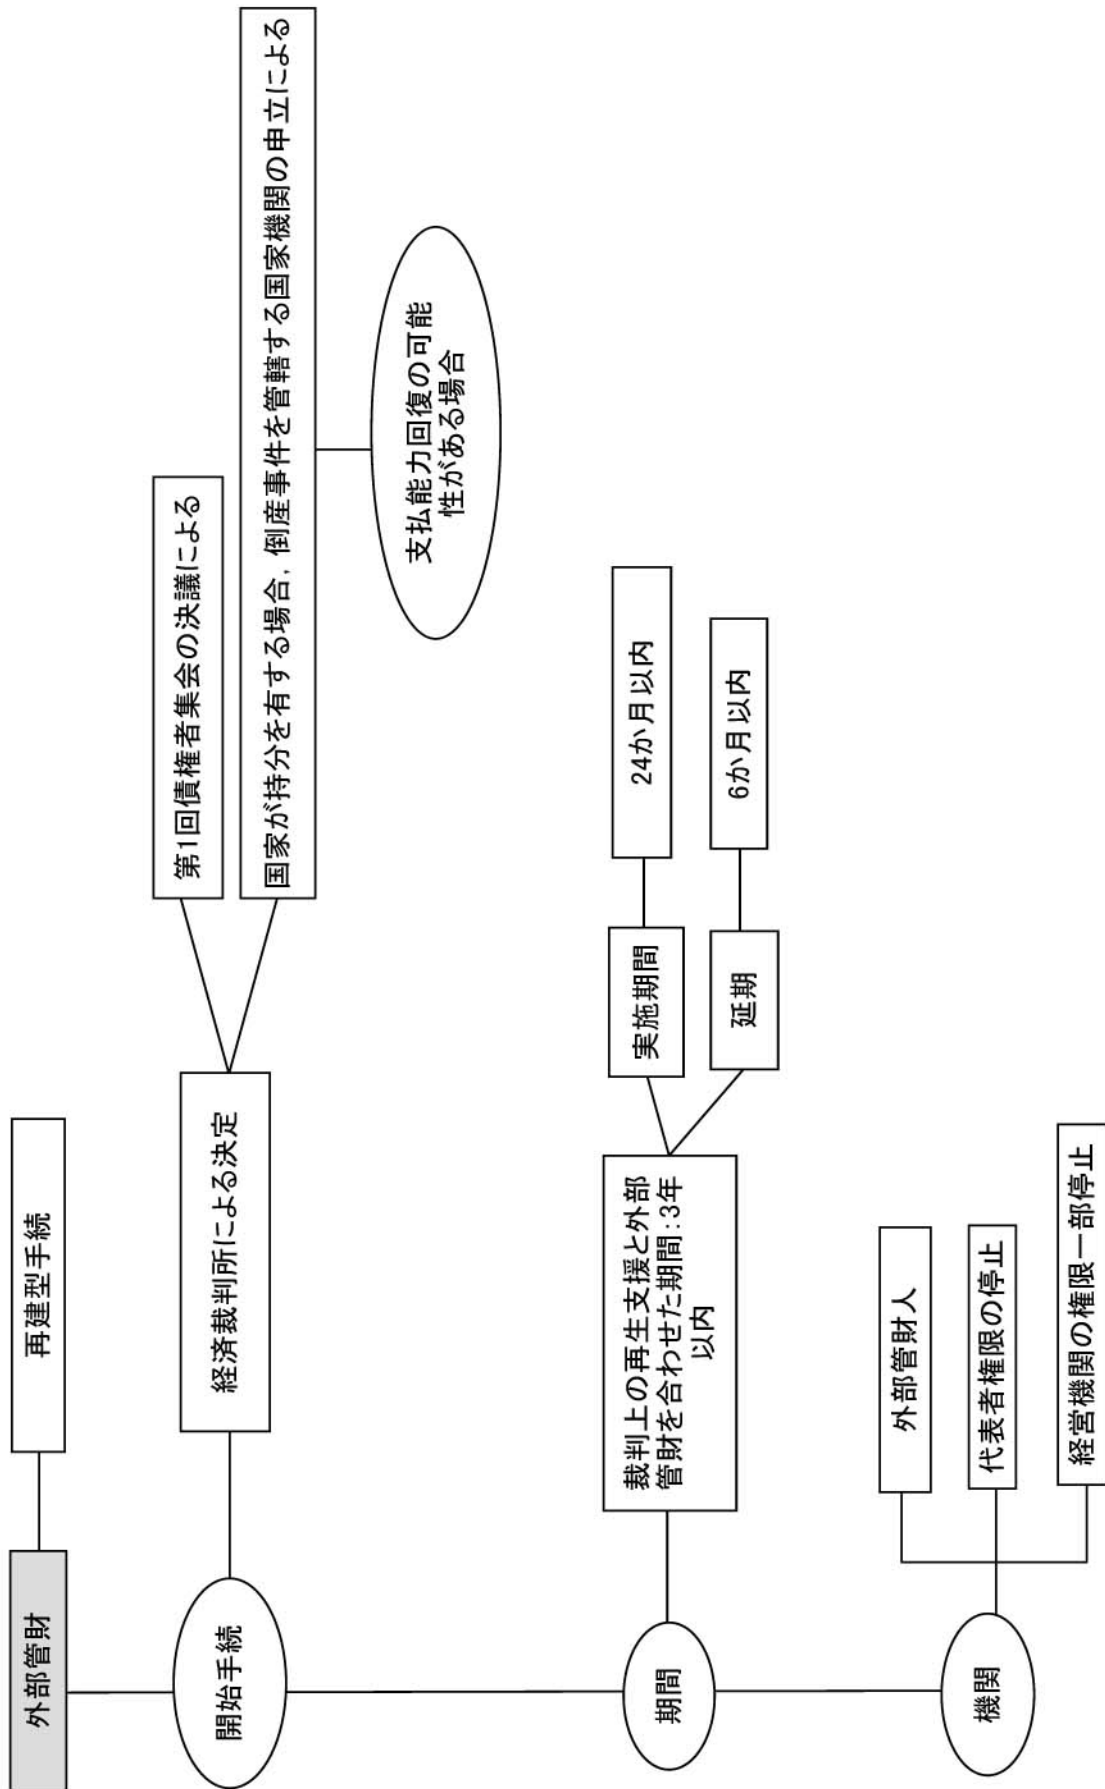 外部管財
再建型手続
開始手続
経済裁判所による決定
第1回債権者集会の決議による
国家が持分を有する場合，倒産事件を管轄する国家機関の申立による
支払能力回復の可能
性がある場合
期間
裁判上の再生支援と外部
管財を合わせた期間：3年
以内
実施期間
24か月以内
延期
6か月以内
機関
外部管財人
代表者権限の停止
経営機関の権限一部停止